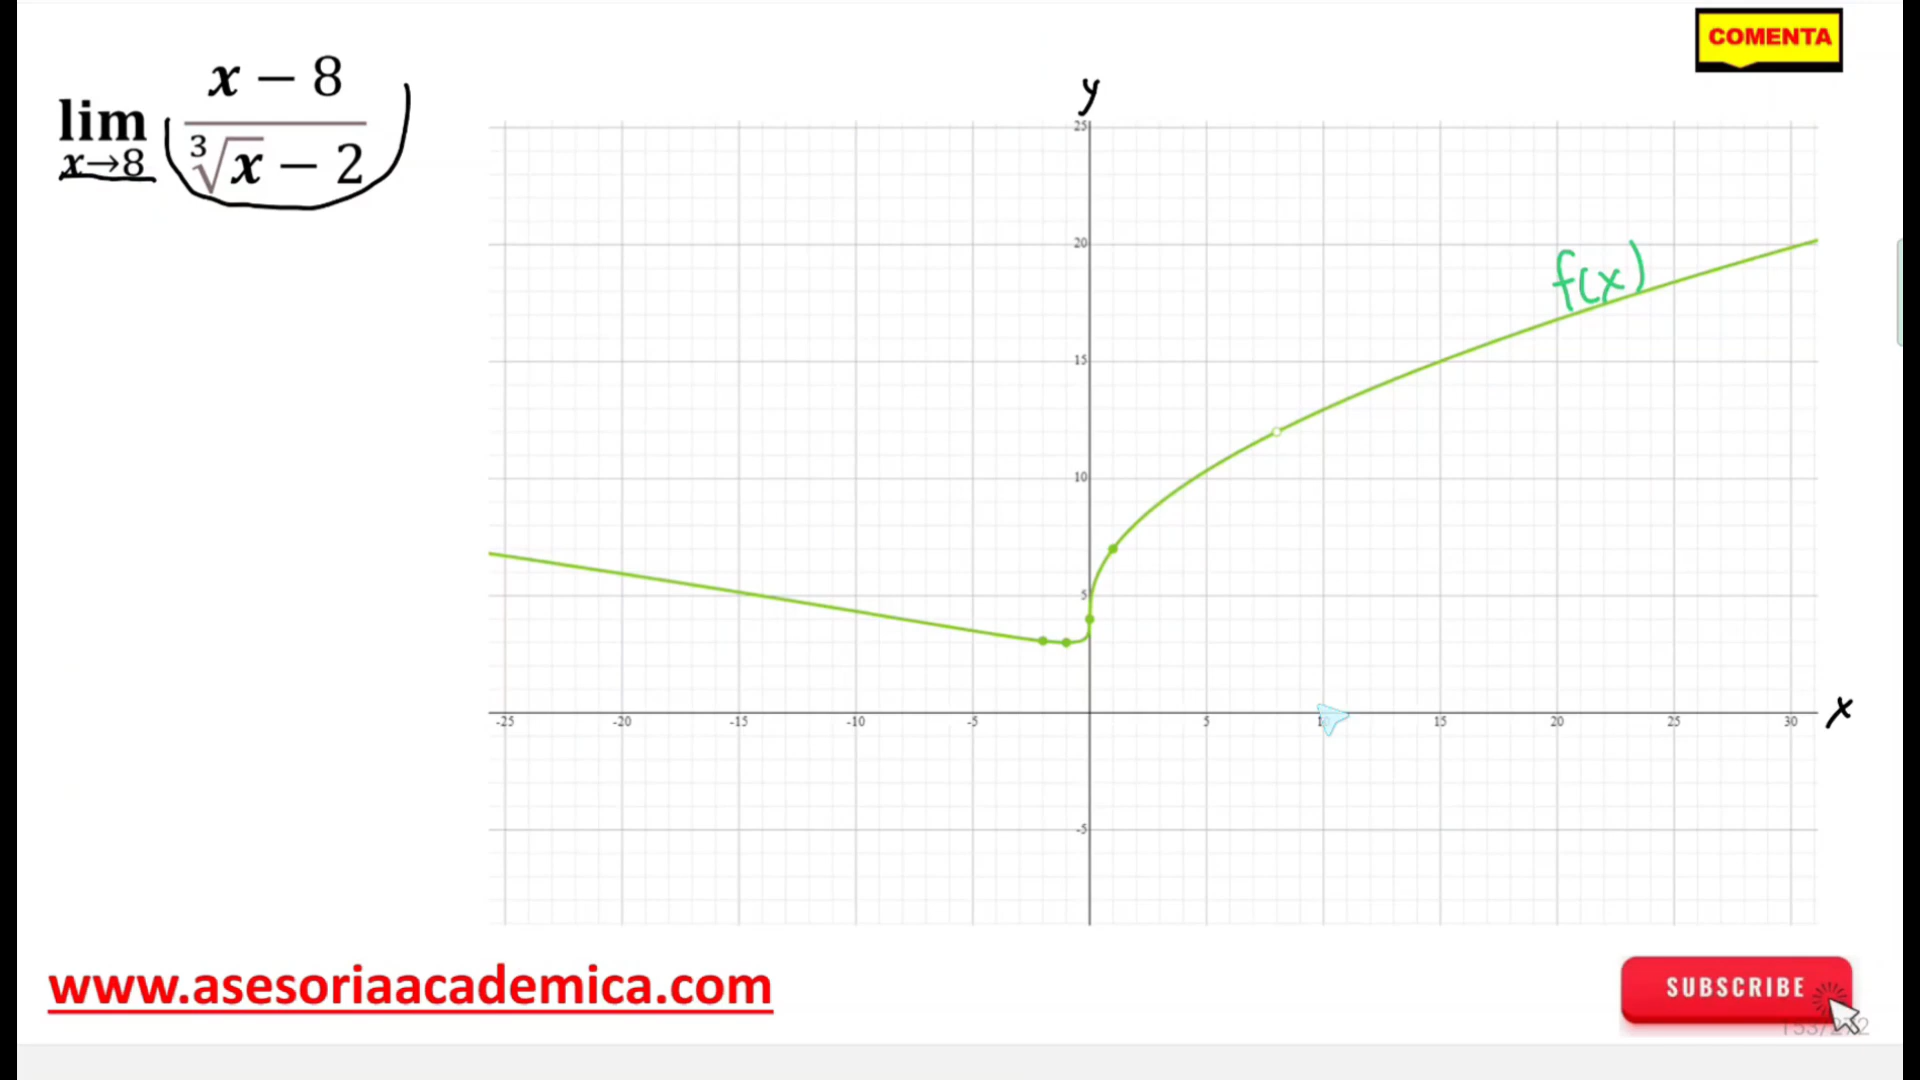 COMENTA
lim x→8 (x − 8 / ∛x − 2)
y
25
20
f(x)
15
10
5
-25 -20 -15 -10 -5 5 15 20 25 30
x
-5
www.asesoriaacademica.com
SUBSCRIBE